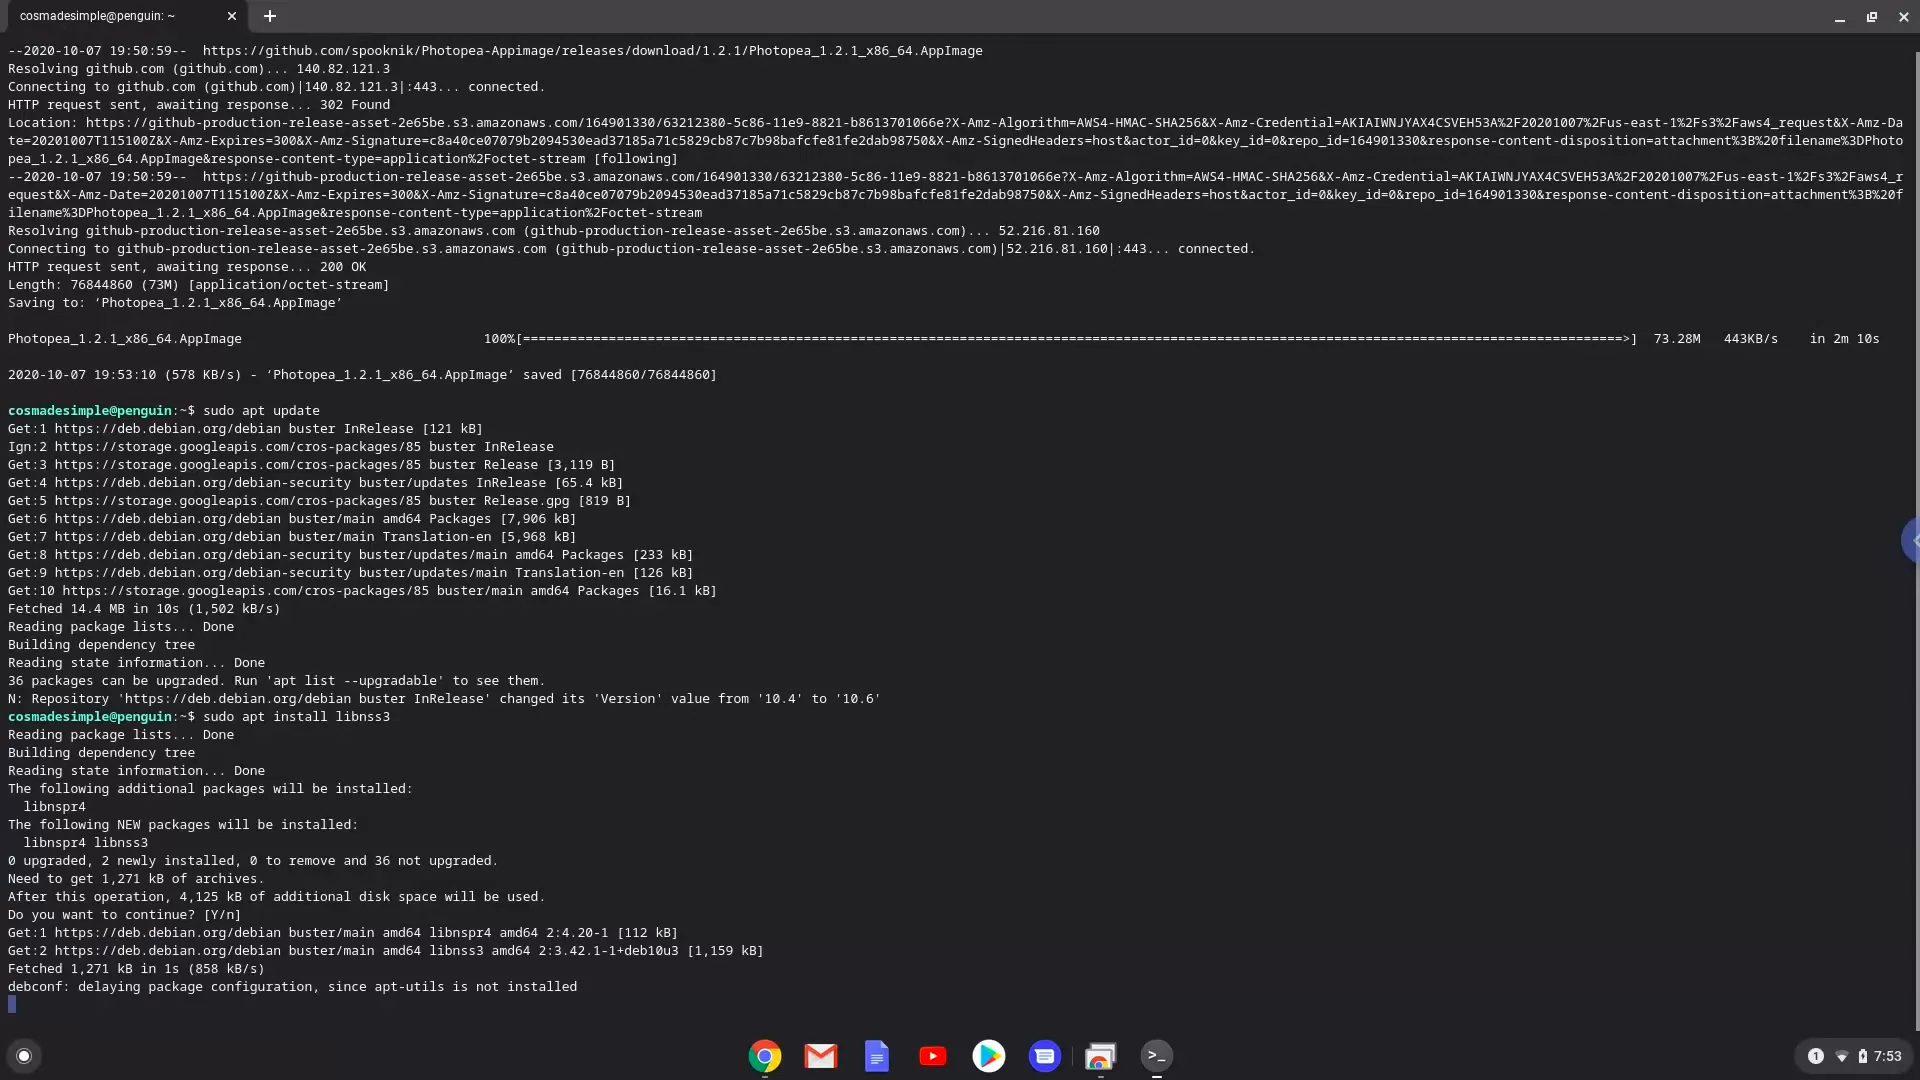 cosmadesimple@penguin: ~
--2020-10-07 19:50:59--  https://github.com/spooknik/Photopea-Appimage/releases/download/1.2.1/Photopea_1.2.1_x86_64.AppImage
Resolving github.com (github.com)... 140.82.121.3
Connecting to github.com (github.com)|140.82.121.3|:443... connected.
HTTP request sent, awaiting response... 302 Found
Location: https://github-production-release-asset-2e65be.s3.amazonaws.com/164901330/63212380-5c86-11e9-8821-b8613701066e?X-Amz-Algorithm=AWS4-HMAC-SHA256&X-Amz-Credential=AKIAIWNJYAX4CSVEH53A%2F20201007%2Fus-east-1%2Fs3%2Faws4_request&X-Amz-Da
te=20201007T115100Z&X-Amz-Expires=300&X-Amz-Signature=c8a40ce07079b2094530ead37185a71c5829cb87c7b98bafcfe81fe2dab98750&X-Amz-SignedHeaders=host&actor_id=0&key_id=0&repo_id=164901330&response-content-disposition=attachment%3B%20filename%3DPhoto
pea_1.2.1_x86_64.AppImage&response-content-type=application%2Foctet-stream [following]
--2020-10-07 19:50:59--  https://github-production-release-asset-2e65be.s3.amazonaws.com/164901330/63212380-5c86-11e9-8821-b8613701066e?X-Amz-Algorithm=AWS4-HMAC-SHA256&X-Amz-Credential=AKIAIWNJYAX4CSVEH53A%2F20201007%2Fus-east-1%2Fs3%2Faws4_r
equest&X-Amz-Date=20201007T115100Z&X-Amz-Expires=300&X-Amz-Signature=c8a40ce07079b2094530ead37185a71c5829cb87c7b98bafcfe81fe2dab98750&X-Amz-SignedHeaders=host&actor_id=0&key_id=0&repo_id=164901330&response-content-disposition=attachment%3B%20f
ilename%3DPhotopea_1.2.1_x86_64.AppImage&response-content-type=application%2Foctet-stream
Resolving github-production-release-asset-2e65be.s3.amazonaws.com (github-production-release-asset-2e65be.s3.amazonaws.com)... 52.216.81.160
Connecting to github-production-release-asset-2e65be.s3.amazonaws.com (github-production-release-asset-2e65be.s3.amazonaws.com)|52.216.81.160|:443... connected.
HTTP request sent, awaiting response... 200 OK
Length: 76844860 (73M) [application/octet-stream]
Saving to: ‘Photopea_1.2.1_x86_64.AppImage’
Photopea_1.2.1_x86_64.AppImage 100%[=============================================================================================================================================>] 73.28M 443KB/s in 2m 10s
2020-10-07 19:53:10 (578 KB/s) - ‘Photopea_1.2.1_x86_64.AppImage’ saved [76844860/76844860]
cosmadesimple@penguin:~$ sudo apt update
Get:1 https://deb.debian.org/debian buster InRelease [121 kB]
Ign:2 https://storage.googleapis.com/cros-packages/85 buster InRelease
Get:3 https://storage.googleapis.com/cros-packages/85 buster Release [3,119 B]
Get:4 https://deb.debian.org/debian-security buster/updates InRelease [65.4 kB]
Get:5 https://storage.googleapis.com/cros-packages/85 buster Release.gpg [819 B]
Get:6 https://deb.debian.org/debian buster/main amd64 Packages [7,906 kB]
Get:7 https://deb.debian.org/debian buster/main Translation-en [5,968 kB]
Get:8 https://deb.debian.org/debian-security buster/updates/main amd64 Packages [233 kB]
Get:9 https://deb.debian.org/debian-security buster/updates/main Translation-en [126 kB]
Get:10 https://storage.googleapis.com/cros-packages/85 buster/main amd64 Packages [16.1 kB]
Fetched 14.4 MB in 10s (1,502 kB/s)
Reading package lists... Done
Building dependency tree
Reading state information... Done
36 packages can be upgraded. Run 'apt list --upgradable' to see them.
N: Repository 'https://deb.debian.org/debian buster InRelease' changed its 'Version' value from '10.4' to '10.6'
cosmadesimple@penguin:~$ sudo apt install libnss3
Reading package lists... Done
Building dependency tree
Reading state information... Done
The following additional packages will be installed:
  libnspr4
The following NEW packages will be installed:
  libnspr4 libnss3
0 upgraded, 2 newly installed, 0 to remove and 36 not upgraded.
Need to get 1,271 kB of archives.
After this operation, 4,125 kB of additional disk space will be used.
Do you want to continue? [Y/n]
Get:1 https://deb.debian.org/debian buster/main amd64 libnspr4 amd64 2:4.20-1 [112 kB]
Get:2 https://deb.debian.org/debian buster/main amd64 libnss3 amd64 2:3.42.1-1+deb10u3 [1,159 kB]
Fetched 1,271 kB in 1s (858 kB/s)
debconf: delaying package configuration, since apt-utils is not installed
>_
1 7:53